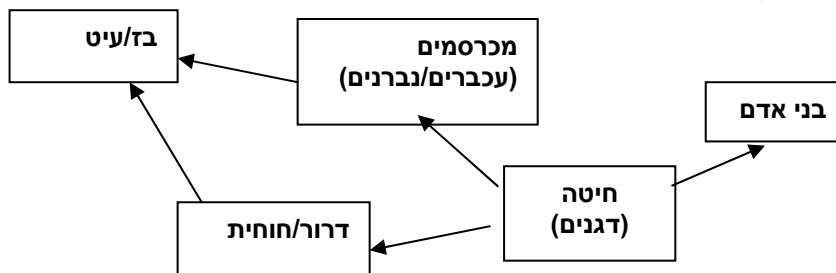 בז/עיט
מכרסמים
(עכברים/נברנים)
בני אדם
חיטה
(דגנים)
דרור/חוחית